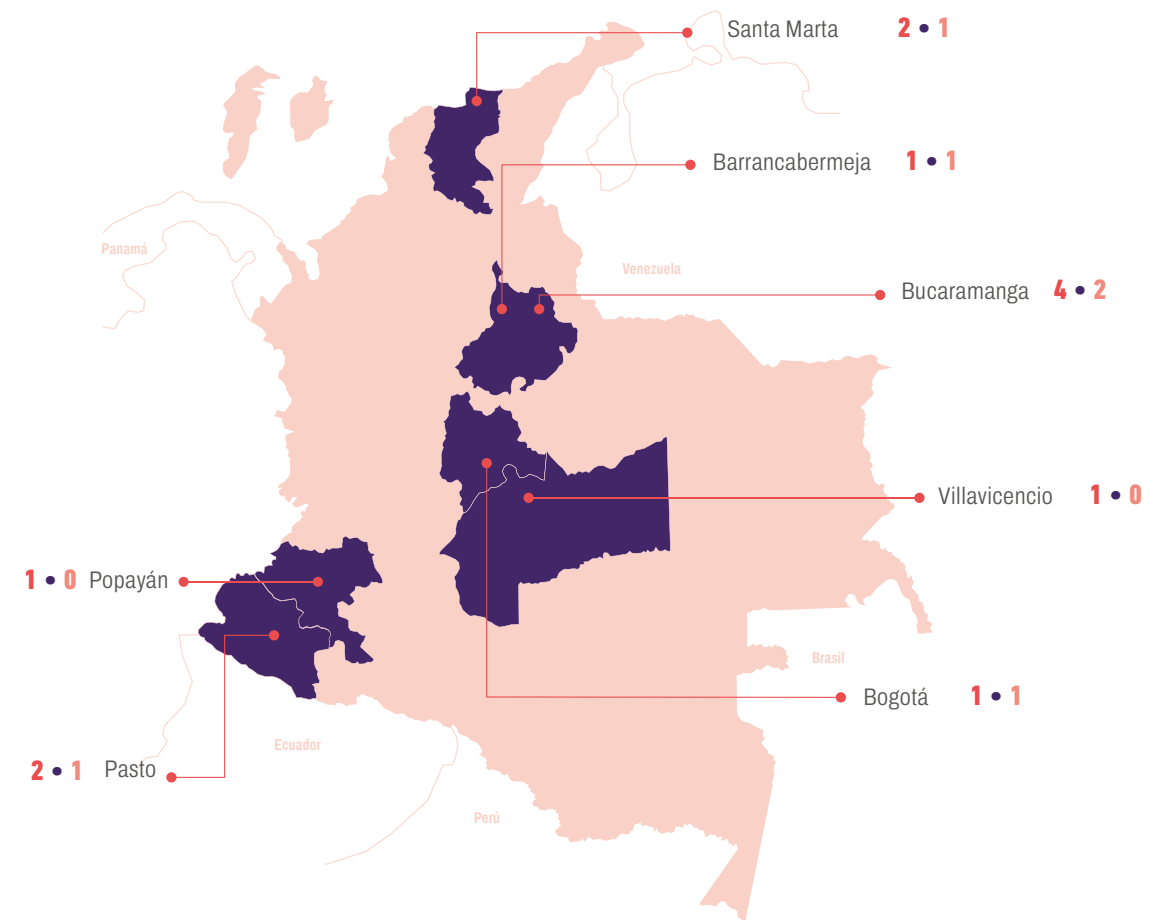 Santa Marta 2 • 1
Barrancabermeja 1 • 1
Panamá
Venezuela
Bucaramanga 4 • 2
Villavicencio 1 • 0
1 • 0 Popayán
Brasil
Bogotá 1 • 1
Ecuador
2 • 1 Pasto
Perú